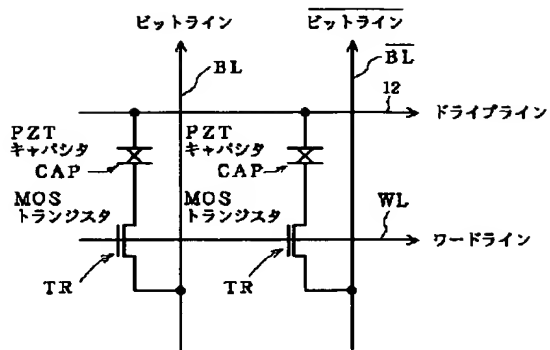 ビットライン
ビットライン
BL
BL
12
ドライブライン
PZT
キャパシタ
CAP
PZT
キャパシタ
CAP
MOS
トランジスタ
MOS
トランジスタ
WL
ワードライン
TR
TR